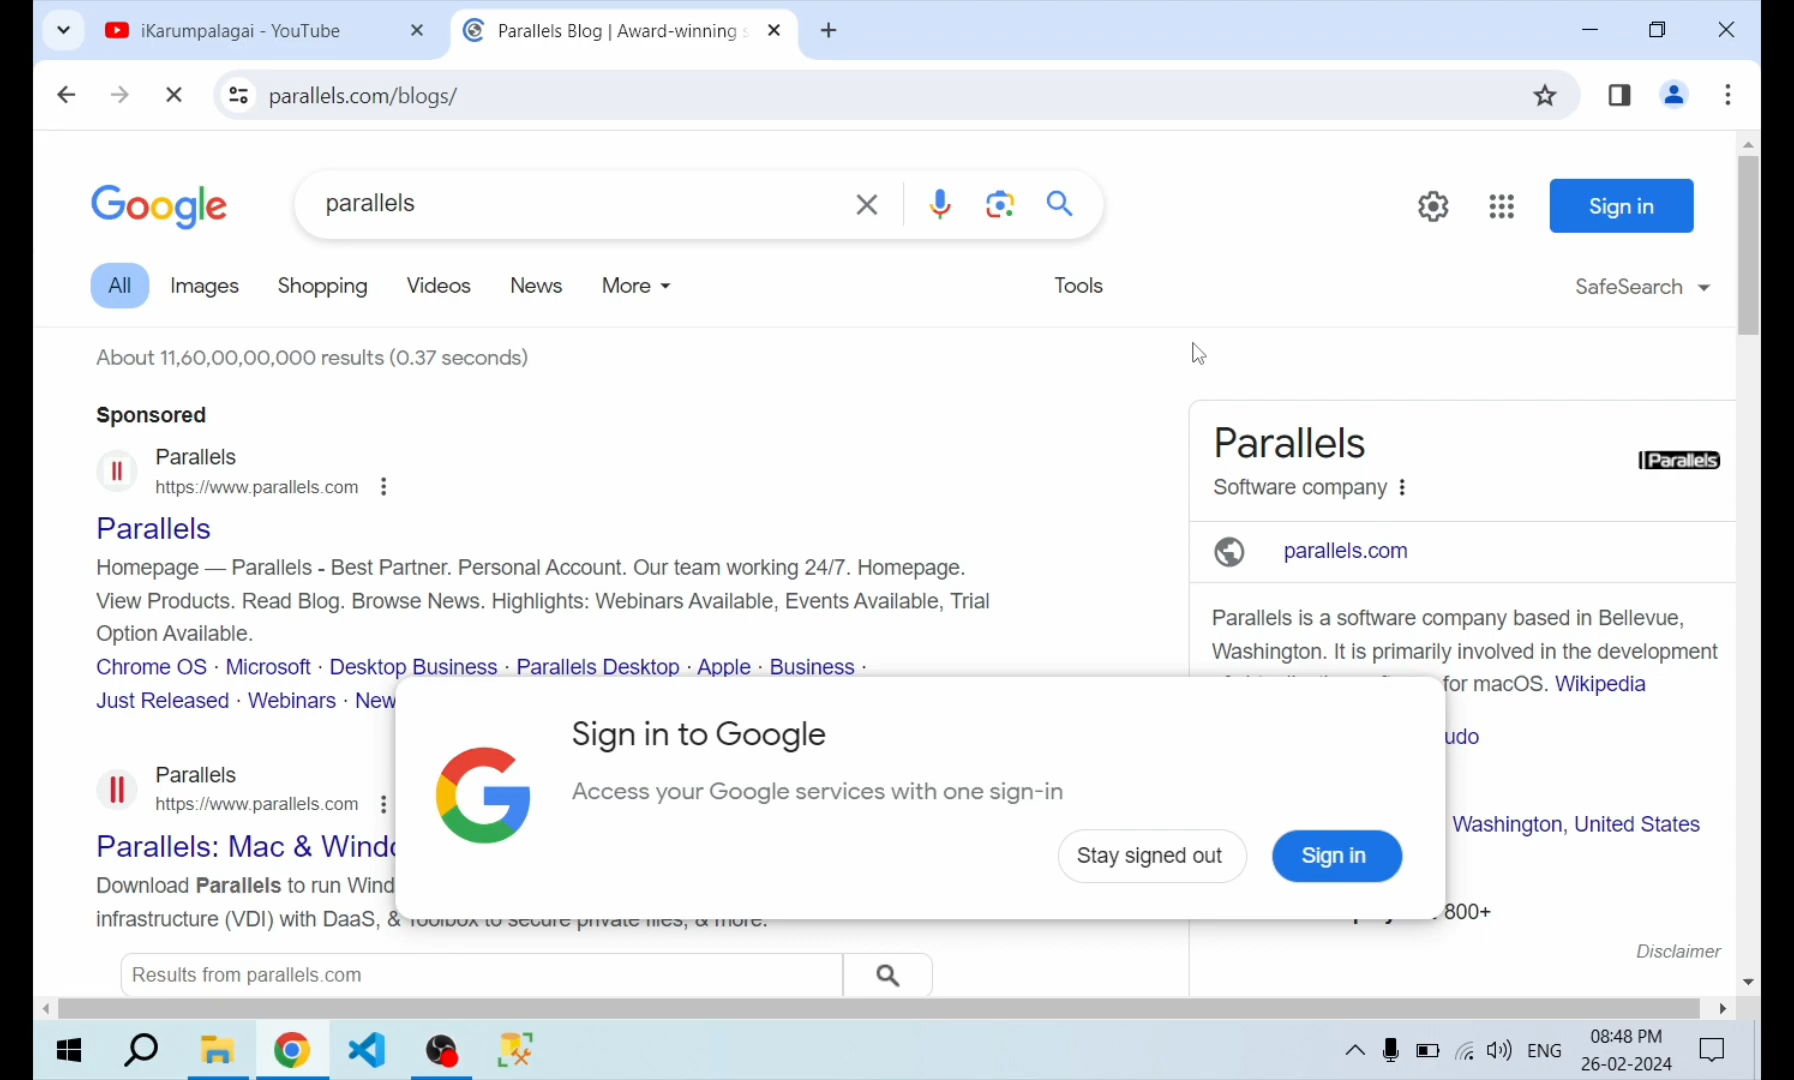 iKarumpalagai - YouTube
Parallels Blog | Award-winning
parallels.com/blogs/
Google
parallels
Sign in
All
Images
Shopping
Videos
News
More
Tools
SafeSearch
About 11,60,00,00,000 results (0.37 seconds)
Sponsored
Parallels
https://www.parallels.com
Parallels
Homepage — Parallels - Best Partner. Personal Account. Our team working 24/7. Homepage.
View Products. Read Blog. Browse News. Highlights: Webinars Available, Events Available, Trial
Option Available.
Chrome OS · Microsoft · Desktop Business · Parallels Desktop · Apple · Business ·
Just Released · Webinars · New
Parallels
https://www.parallels.com
Parallels: Mac & Windo
Download Parallels to run Wind
infrastructure (VDI) with DaaS, & Toolbox to secure private files, & more.
Results from parallels.com
Parallels
Software company
Parallels
parallels.com
Parallels is a software company based in Bellevue,
Washington. It is primarily involved in the development
for macOS. Wikipedia
udo
Washington, United States
800+
Disclaimer
Sign in to Google
Access your Google services with one sign-in
Stay signed out
Sign in
ENG
08:48 PM
26-02-2024